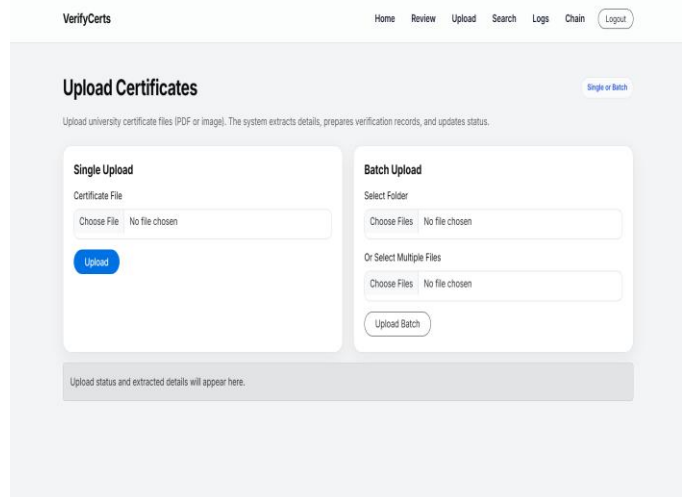 VerifyCerts
Home Review Upload Search Logs Chain Logout
Upload Certificates
Single or Batch
Upload university certificate files (PDF or image). The system extracts details, prepares verification records, and updates status.
Single Upload
Certificate File
Choose File No file chosen
Upload
Batch Upload
Select Folder
Choose Files No file chosen
Or Select Multiple Files
Choose Files No file chosen
Upload Batch
Upload status and extracted details will appear here.